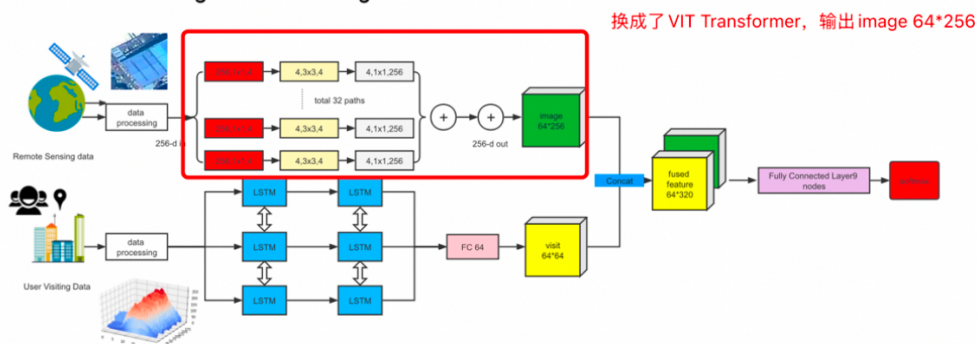 换成了VIT Transformer，输出image 64*256
4,3x3,4
4,1x1,256
total 32 paths
data
processing
256-d in
4,3x3,4
4,1x1,256
+
+
256-d out
image
64*256
4,3x3,4
4,1x1,256
Remote Sensing data
LSTM
LSTM
Concat
fused
feature
64*320
Fully Connected Layer9
nodes
data
processing
LSTM
LSTM
FC 64
visit
64*64
User Visiting Data
LSTM
LSTM